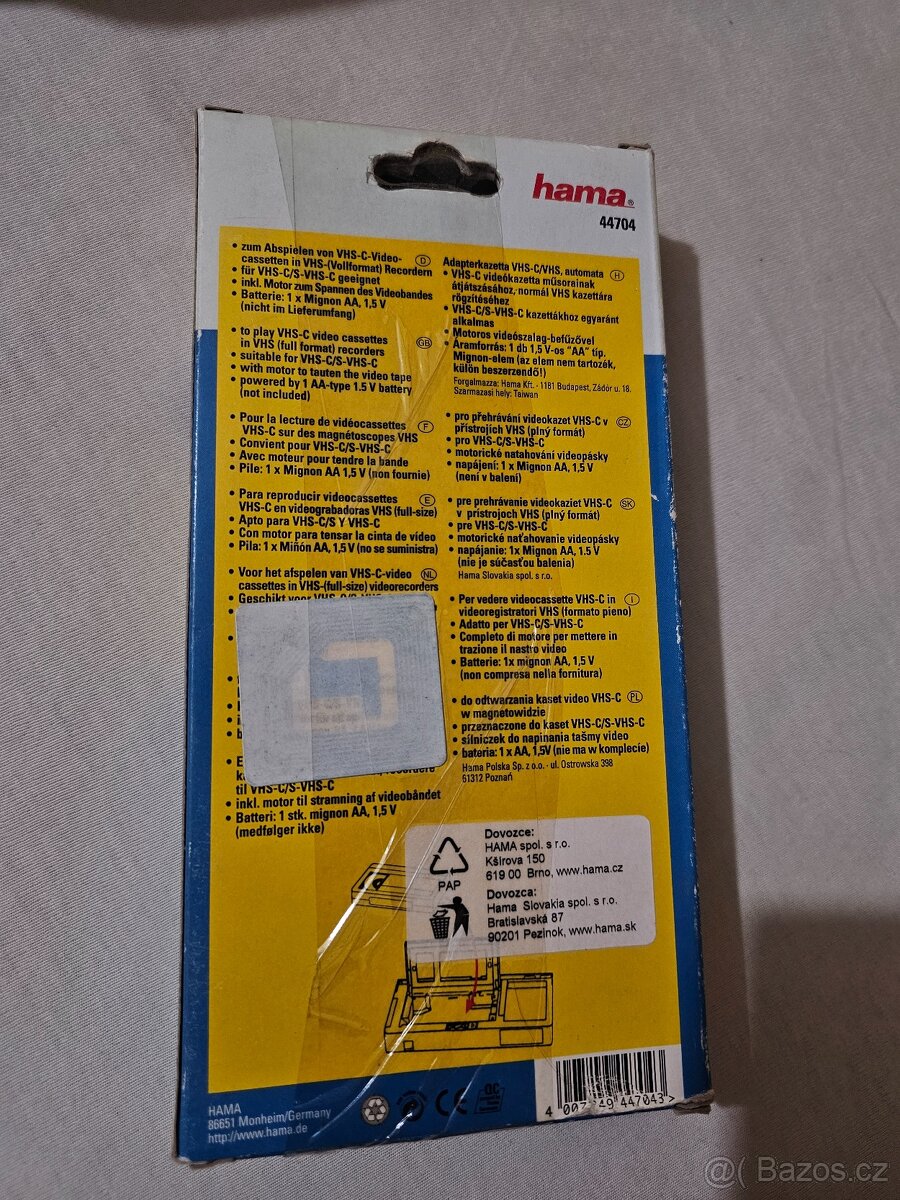 hama®
44704
• zum Abspielen von VHS-C-Video-
cassetten in VHS-(Vollformat) Recordern
D
• für VHS-C/S-VHS-C geeignet
• inkl. Motor zum Spannen des Videobandes
• Batterie: 1 x Mignon AA, 1,5 V
(nicht im Lieferumfang)
• to play VHS-C video cassettes
in VHS (full format) recorders
GB
• suitable for VHS-C/S-VHS-C
• with motor to tauten the video tape
• powered by 1 AA-type 1.5 V battery
(not included)
• Pour la lecture de vidéocassettes
VHS-C sur des magnétoscopes VHS
F
• Convient pour VHS-C/S-VHS-C
• Avec moteur pour tendre la bande
• Pile: 1 x Mignon AA 1,5 V (non fournie)
• Para reproducir videocassettes
VHS-C en videograbadoras VHS (full-size)
E
• Apto para VHS-C/S Y VHS-C
• Con motor para tensar la cinta de vídeo
• Pila: 1 x Miñón AA, 1,5 V (no se suministra)
• Voor het afspelen van VHS-C-video
cassettes in VHS-(full-size) videorecorders
NL
• Geschikt voor VHS-C/S-VHS-C
til VHS-C/S-VHS-C
• inkl. motor til stramning af videobåndet
• Batteri: 1 stk. mignon AA, 1,5 V
(medfølger ikke)
Adapterkazetta VHS-C/VHS, automata
H
• VHS-C videókazetta műsorainak
átjátszásához, normál VHS kazettára
rögzítéséhez
• VHS-C/S-VHS-C kazettákhoz egyaránt
alkalmas
• Motoros videószalag-befűzővel
• Áramforrás: 1 db 1,5 V-os "AA" típ.
Mignon-elem (az elem nem tartozék,
külön beszerzendő!)
Forgalmazza: Hama Kft. - 1181 Budapest, Zádor u. 18.
Szarmazasi hely: Taiwan
• pro přehrávání videokazet VHS-C v
přístrojích VHS (plný formát)
CZ
• pro VHS-C/S-VHS-C
• motorické natahování videopásky
• napájení: 1 x Mignon AA, 1,5 V
(není v balení)
• pre prehrávanie videokaziet VHS-C
v prístrojoch VHS (plný formát)
SK
• pre VHS-C/S-VHS-C
• motorické naťahovanie videopásky
• napájanie: 1x Mignon AA, 1.5 V
(nie je súčasťou balenia)
Hama Slovakia spol. s r.o.
• Per vedere videocassette VHS-C in
videoregistratori VHS (formato pieno)
I
• Adatto per VHS-C/S-VHS-C
• Completo di motore per mettere in
trazione il nastro video
• Batterie: 1x mignon AA, 1,5 V
(non compresa nella fornitura)
• do odtwarzania kaset video VHS-C
w magnetowidzie
PL
• przeznaczone do kaset VHS-C/S-VHS-C
• silniczek do napinania taśmy video
• bateria: 1 x AA, 1,5V (nie ma w komplecie)
Hama Polska Sp. z o.o. - ul. Ostrowska 398
61312 Poznań
PAP
Dovozce:
HAMA spol. s r.o.
Kšírova 150
619 00 Brno, www.hama.cz
Dovozca:
Hama Slovakia spol. s r.o.
Bratislavská 87
90201 Pezinok, www.hama.sk
HAMA
86651 Monheim/Germany
http://www.hama.de
CE
QC
447043>
@( Bazos.cz